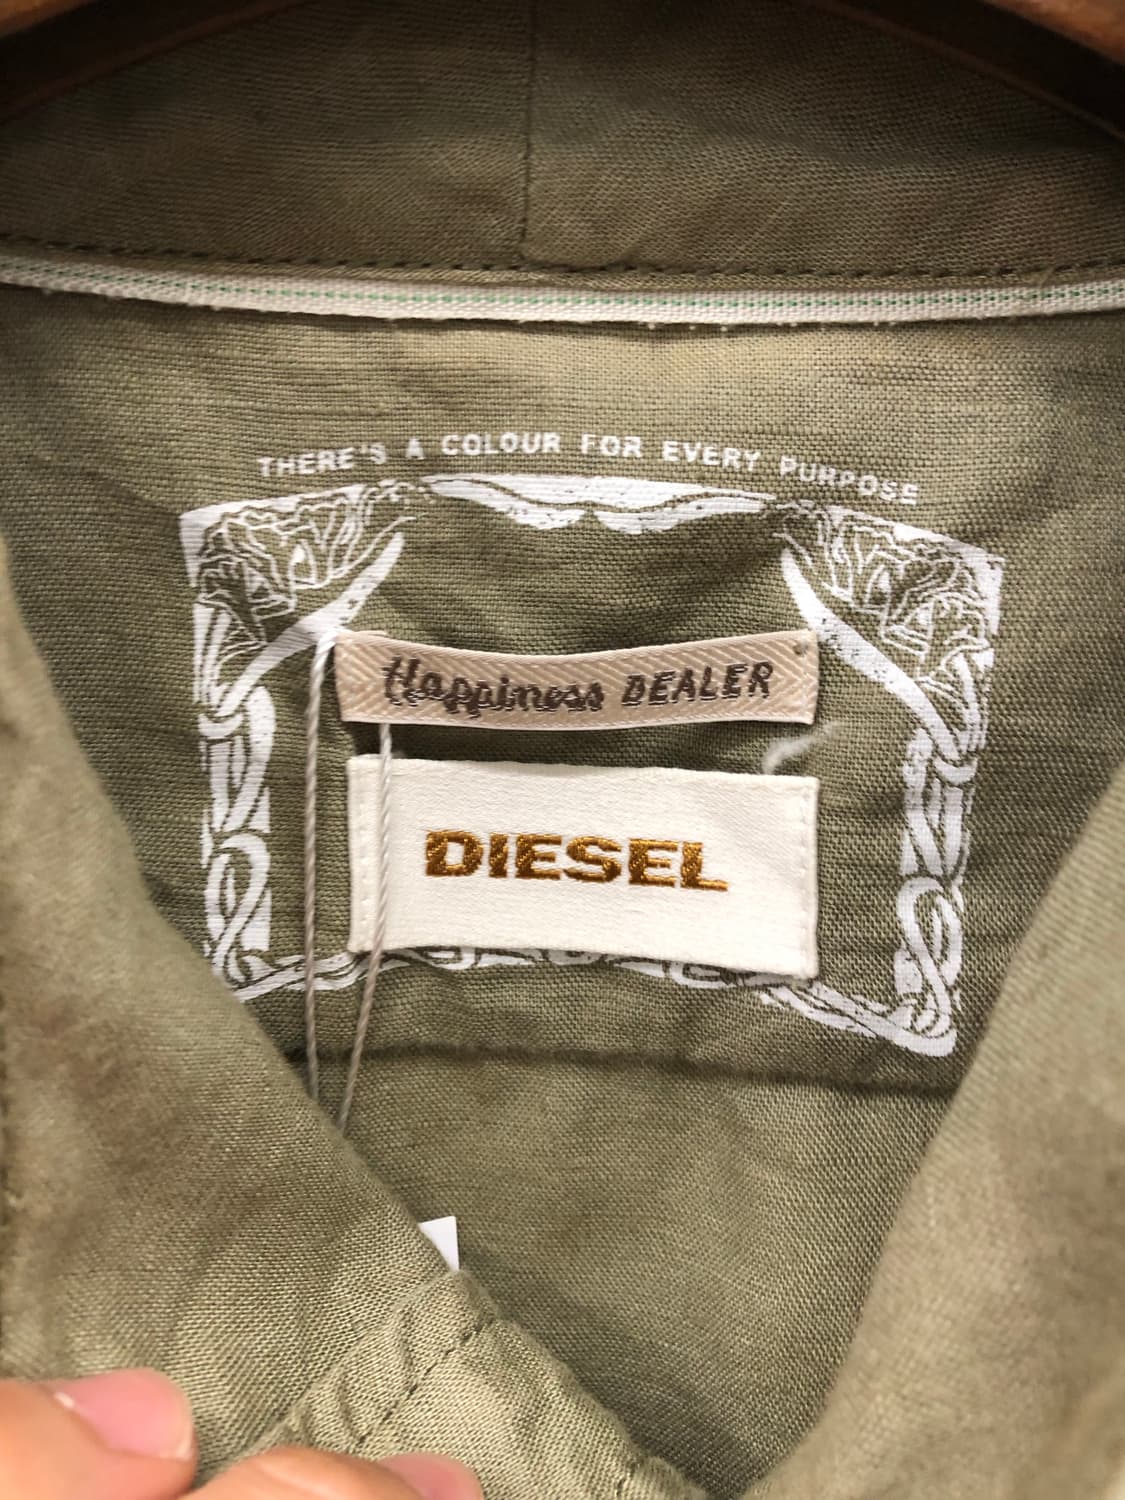 THERE'S A COLOUR FOR EVERY PURPOSE
Happiness DEALER
DIESEL